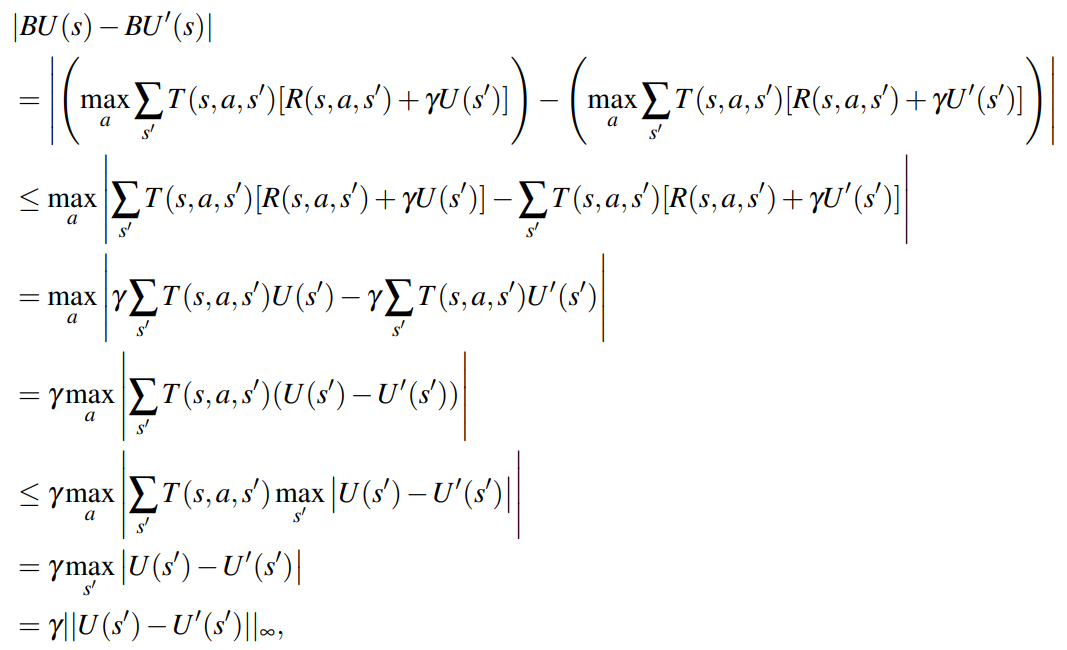 |BU(s) − BU′(s)|
= |(max_a ∑_{s′} T(s,a,s′)[R(s,a,s′) + γU(s′)]) − (max_a ∑_{s′} T(s,a,s′)[R(s,a,s′) + γU′(s′)])|
≤ max_a |∑_{s′} T(s,a,s′)[R(s,a,s′) + γU(s′)] − ∑_{s′} T(s,a,s′)[R(s,a,s′) + γU′(s′)]|
= max_a |γ∑_{s′} T(s,a,s′)U(s′) − γ∑_{s′} T(s,a,s′)U′(s′)|
= γ max_a |∑_{s′} T(s,a,s′)(U(s′) − U′(s′))|
≤ γ max_a |∑_{s′} T(s,a,s′) max_{s′} |U(s′) − U′(s′)||
= γ max_{s′} |U(s′) − U′(s′)|
= γ||U(s′) − U′(s′)||_∞,